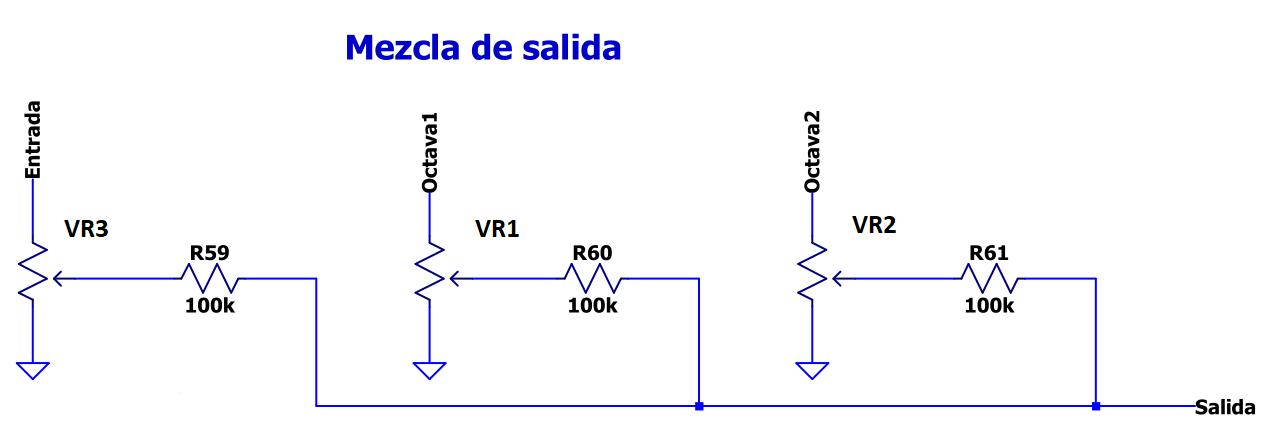 Mezcla de salida
Entrada
Octava1
Octava2
VR3
VR1
VR2
R59
R60
R61
100k
100k
100k
Salida